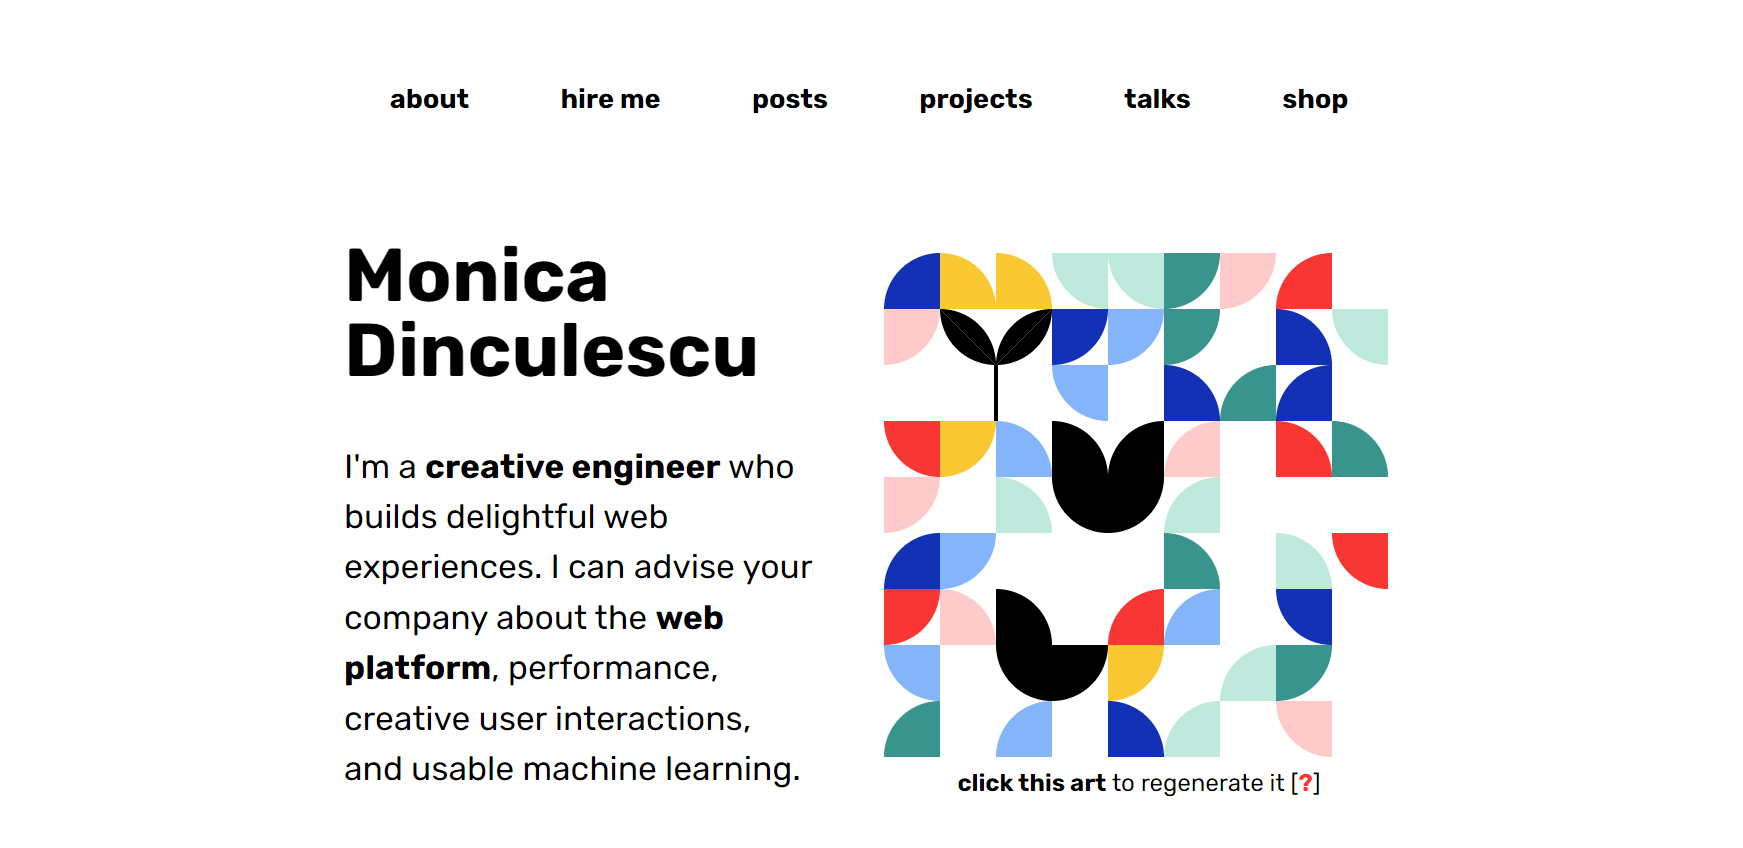 about hire me posts projects talks shop
Monica
Dinculescu
I'm a creative engineer who
builds delightful web
experiences. I can advise your
company about the web
platform, performance,
creative user interactions,
and usable machine learning.
click this art to regenerate it [?]